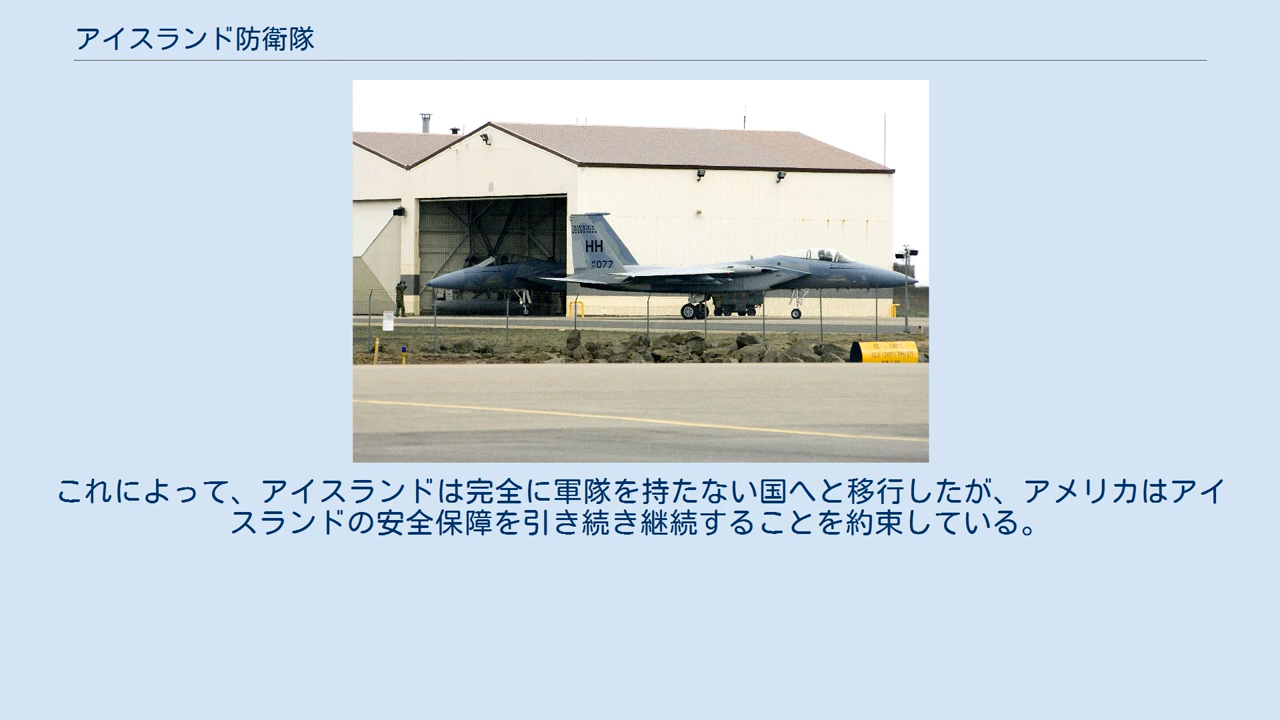 アイスランド防衛隊
HH
077
これによって、アイスランドは完全に軍隊を持たない国へと移行したが、アメリカはアイ
スランドの安全保障を引き続き継続することを約束している。